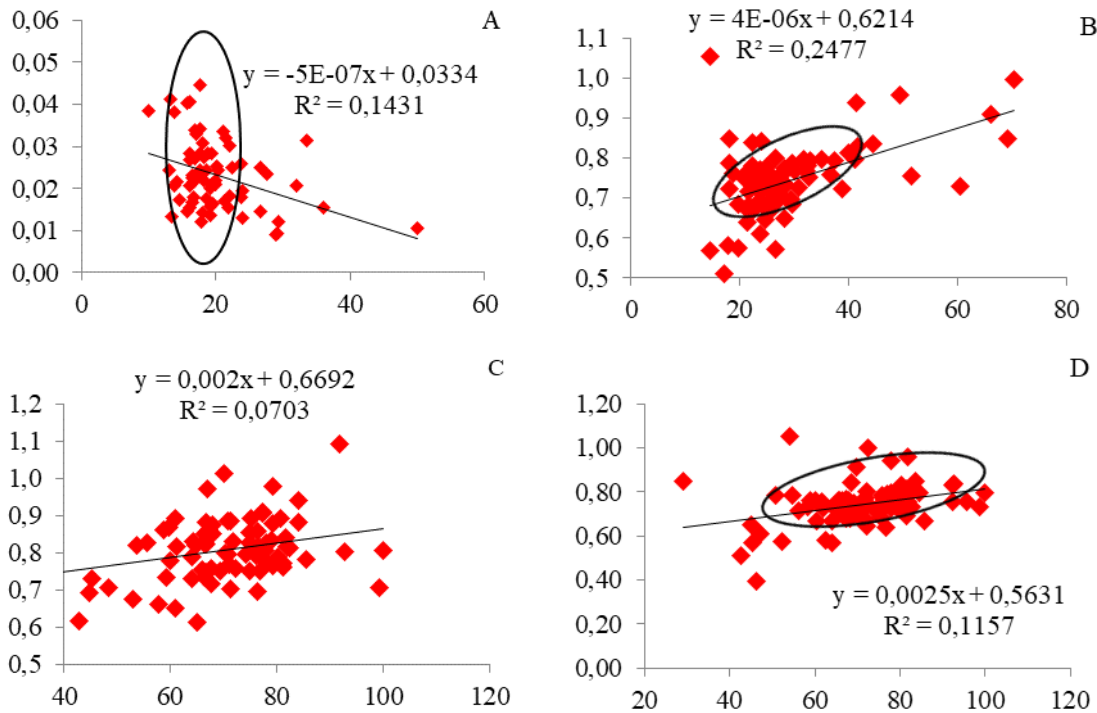 A
y = -5E-07x + 0,0334
R² = 0,1431
0,06
0,05
0,04
0,03
0,02
0,01
0,00
0 20 40 60
B
y = 4E-06x + 0,6214
R² = 0,2477
1,1
1,0
0,9
0,8
0,7
0,6
0,5
0 20 40 60 80
C
y = 0,002x + 0,6692
R² = 0,0703
1,2
1,1
1,0
0,9
0,8
0,7
0,6
0,5
40 60 80 100 120
D
1,20
1,00
0,80
0,60
0,40
0,20
0,00
y = 0,0025x + 0,5631
R² = 0,1157
20 40 60 80 100 120